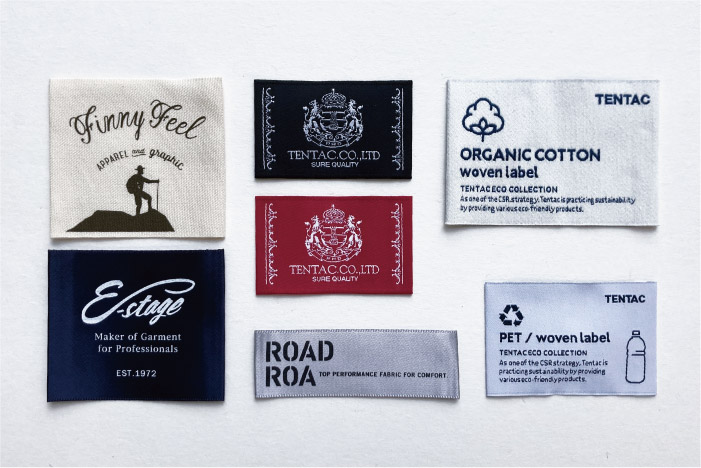 Finny Feel
APPAREL and graphic
E-stage
Maker of Garment
for Professionals
EST.1972
TENTAC.CO.,LTD
SURE QUALITY
TENTAC.CO.,LTD
SURE QUALITY
ROAD
ROA
TOP PERFORMANCE FABRIC FOR COMFORT.
TENTAC
ORGANIC COTTON
woven label
TENTAC ECO COLLECTION
As one of the CSR strategy, Tentac is practicing sustainability
by providing various eco-friendly products.
TENTAC
PET / woven label
TENTAC ECO COLLECTION
As one of the CSR strategy, Tentac is
practicing sustainability by providing
various eco-friendly products.